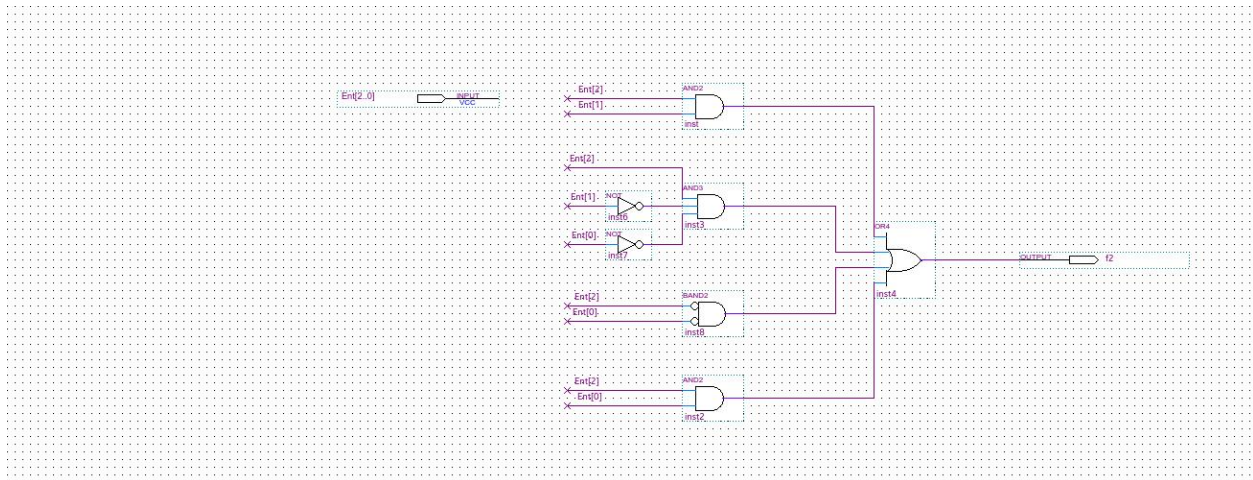 Ent[2..0]
INPUT
VCC
Ent[2]
Ent[1]
AND2
inst
Ent[2]
Ent[1]
NOT
inst6
Ent[0]
NOT
inst7
AND3
inst3
Ent[2]
Ent[0]
BAND2
inst8
Ent[2]
Ent[0]
AND2
inst2
OR4
inst4
OUTPUT
f2